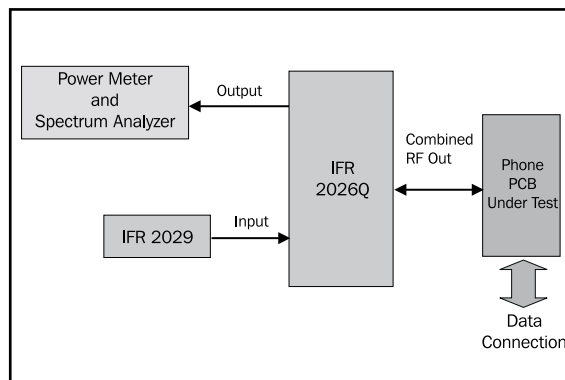 Power Meter
and
Spectrum Analyzer
Output
IFR
2026Q
Combined
RF Out
Phone
PCB
Under Test
IFR 2029
Input
Data
Connection